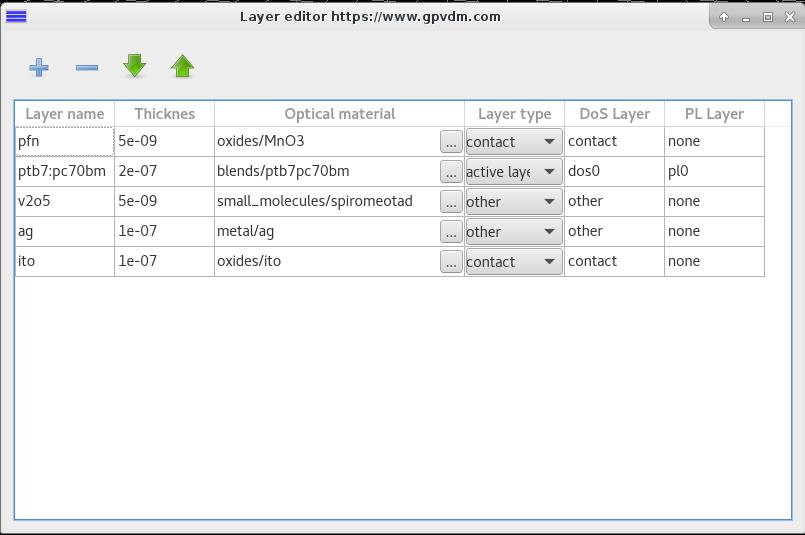 Layer editor https://www.gpvdm.com
Layer name Thicknes Optical material Layer type DoS Layer PL Layer
pfn 5e-09 oxides/MnO3 ... contact contact none
ptb7:pc70bm 2e-07 blends/ptb7pc70bm ... active laye dos0 pl0
v2o5 5e-09 small_molecules/spiromeotad ... other other none
ag 1e-07 metal/ag ... other other none
ito 1e-07 oxides/ito ... contact contact none